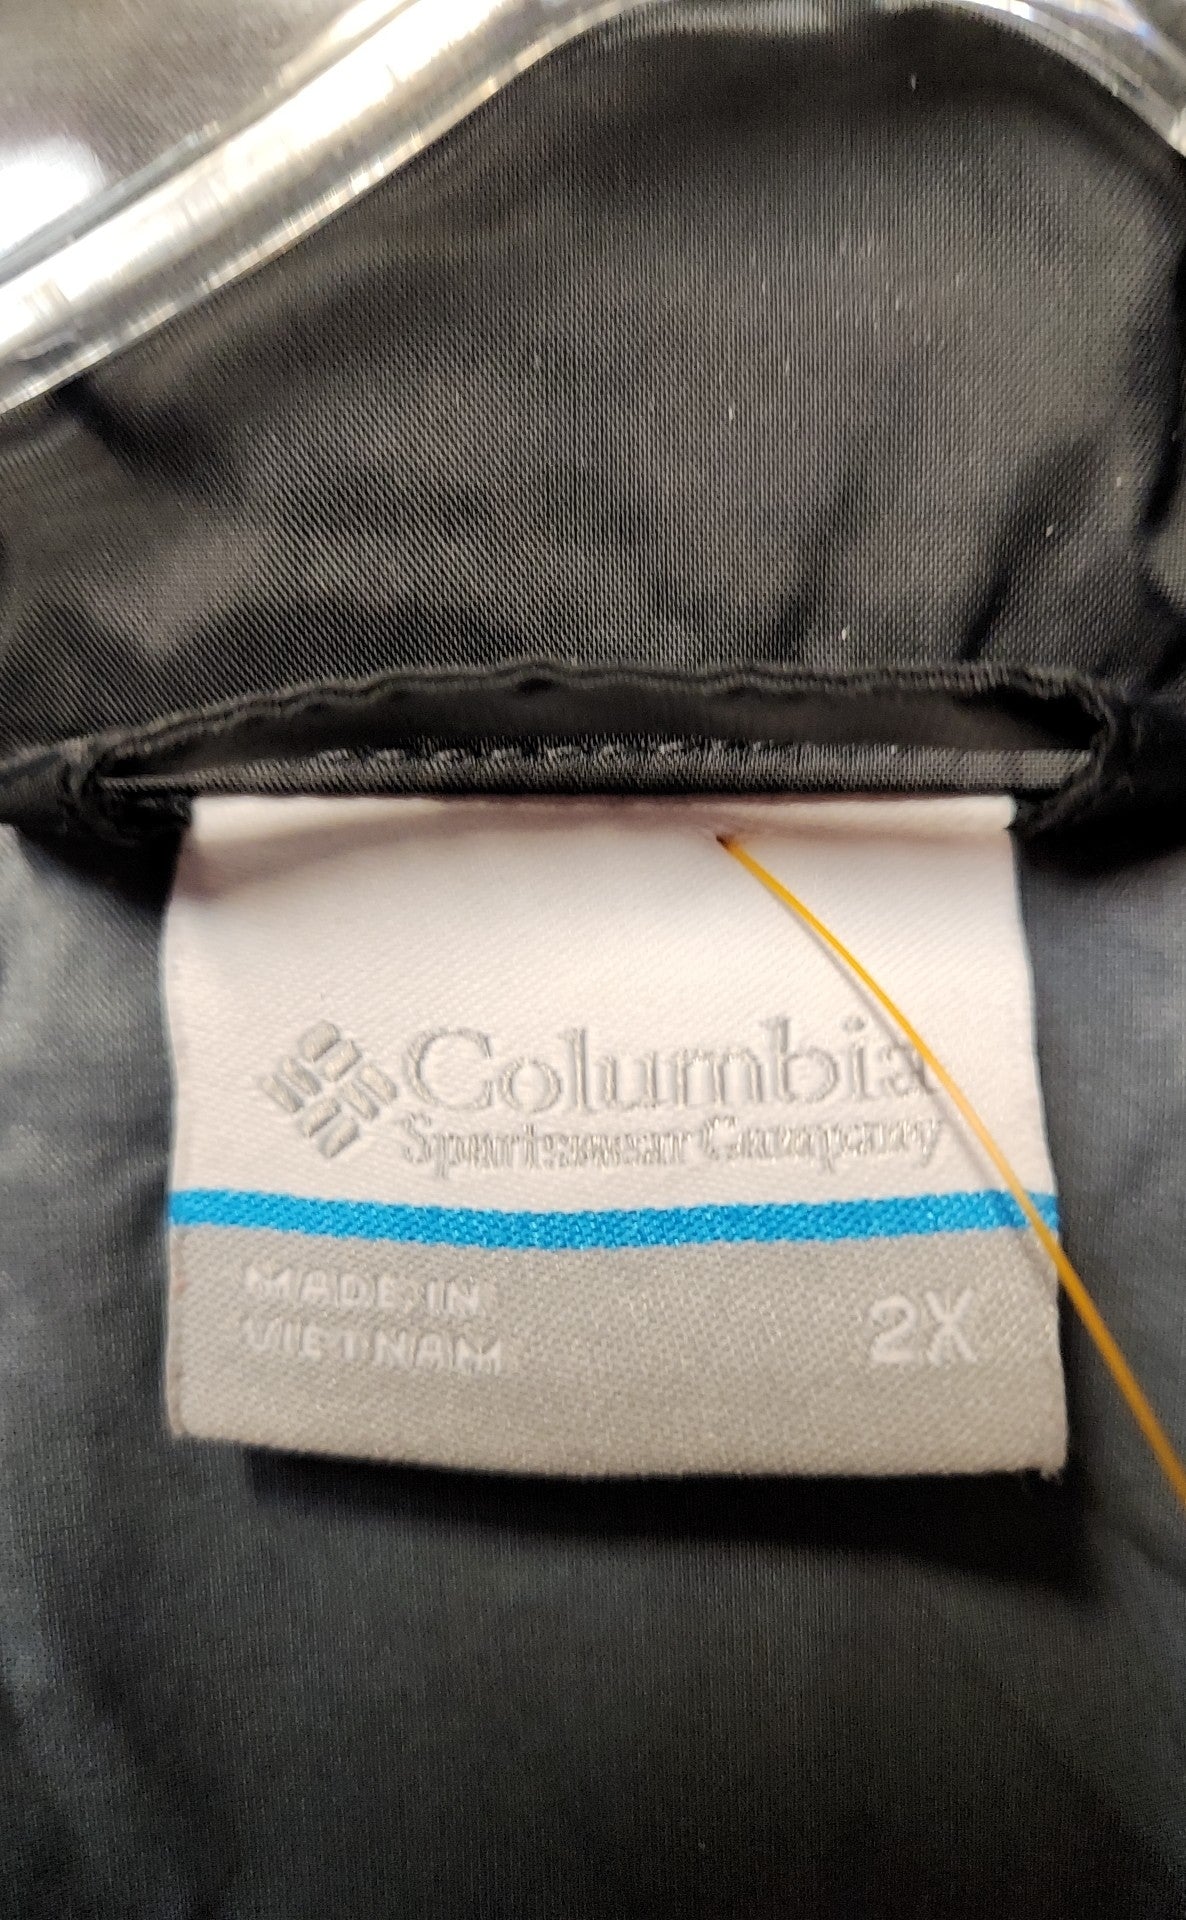 Columbia
Sportswear Company
MADE IN
VIETNAM
2X